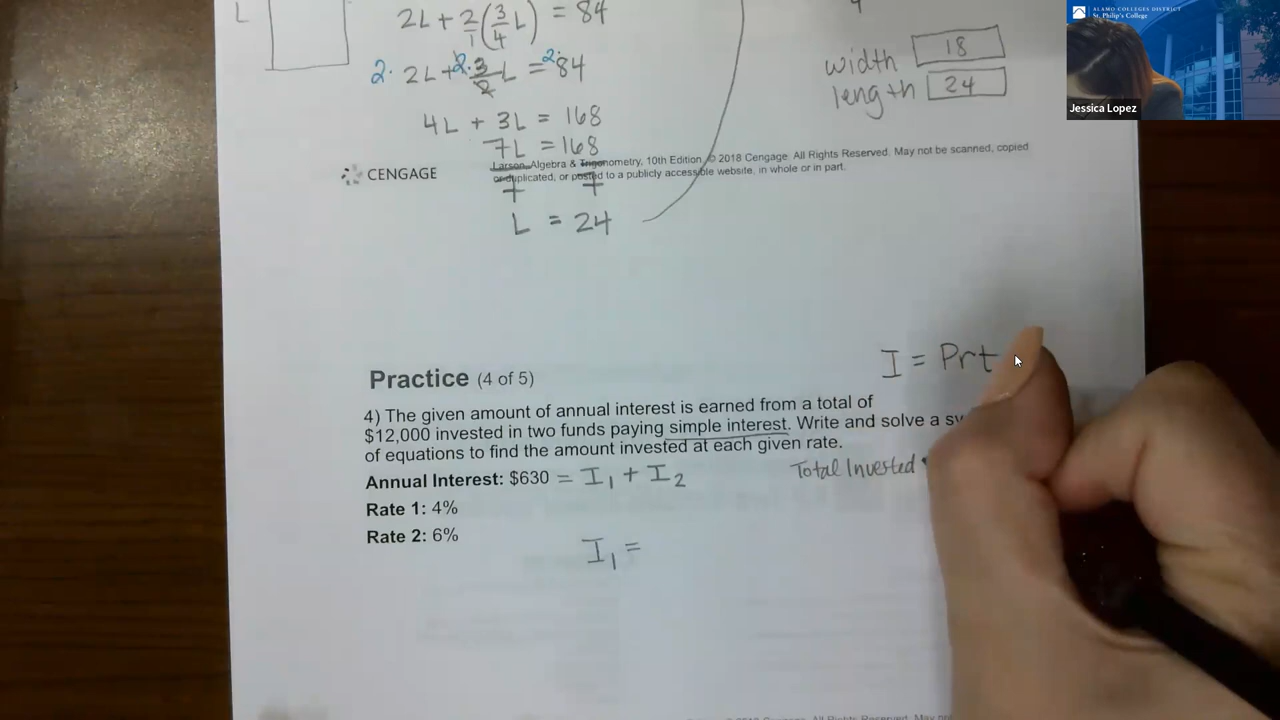 L
2L + 2/1 (3/4 L) = 84
2· 2L + 2· 3/2 L = 2· 84
4L + 3L = 168
7L = 168
7 7
L = 24
width 18
length 24
CENGAGE
Larson, Algebra & Trigonometry, 10th Edition, © 2018 Cengage. All Rights Reserved. May not be scanned, copied
or duplicated, or posted to a publicly accessible website, in whole or in part.
ALAMO COLLEGES DISTRICT
St. Philip's College
Jessica Lopez
I = Prt
Practice (4 of 5)
4) The given amount of annual interest is earned from a total of
$12,000 invested in two funds paying simple interest. Write and solve a
of equations to find the amount invested at each given rate.
Annual Interest: $630 = I₁ + I₂
Total Invested
Rate 1: 4%
Rate 2: 6%
I₁ =